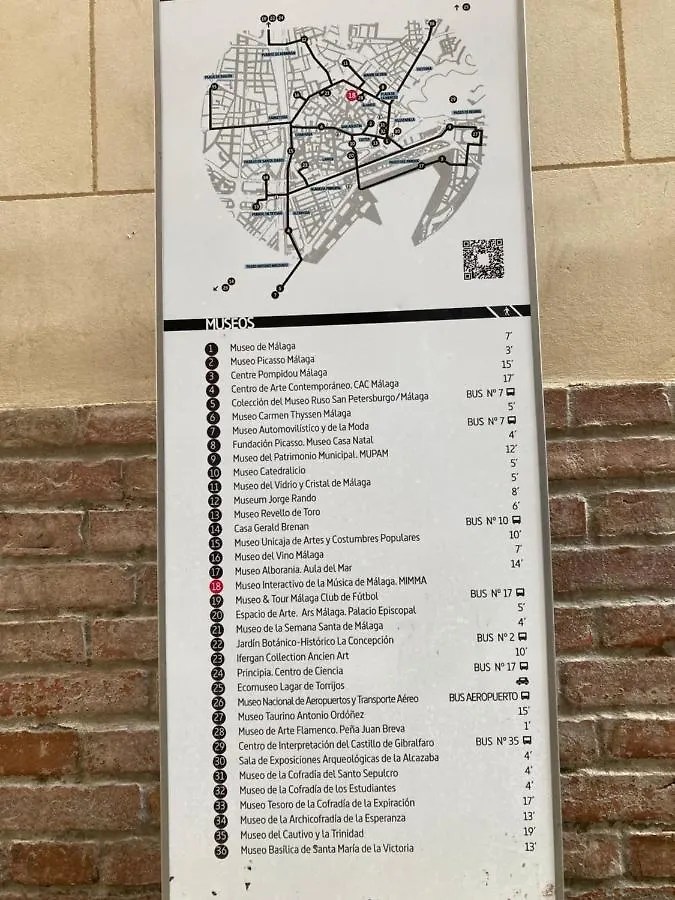 MUSEOS
1 Museo de Málaga 7'
2 Museo Picasso Málaga 3'
3 Centre Pompidou Málaga 15'
4 Centro de Arte Contemporáneo. CAC Málaga 17'
5 Colección del Museo Ruso San Petersburgo/Málaga BUS Nº 7
6 Museo Carmen Thyssen Málaga 5'
7 Museo Automovilístico y de la Moda BUS Nº 7
8 Fundación Picasso. Museo Casa Natal 4'
9 Museo del Patrimonio Municipal. MUPAM 12'
10 Museo Catedralicio 5'
11 Museo del Vidrio y Cristal de Málaga 5'
12 Museum Jorge Rando 8'
13 Museo Revello de Toro 6'
14 Casa Gerald Brenan BUS Nº 10
15 Museo Unicaja de Artes y Costumbres Populares 10'
16 Museo del Vino Málaga 7'
17 Museo Alborania. Aula del Mar 14'
18 Museo Interactivo de la Música de Málaga. MIMMA
19 Museo & Tour Málaga Club de Fútbol BUS Nº 17
20 Espacio de Arte. Ars Málaga. Palacio Episcopal 5'
21 Museo de la Semana Santa de Málaga 4'
22 Jardín Botánico-Histórico La Concepción BUS Nº 2
23 Ifergan Collection Ancien Art 10'
24 Principia. Centro de Ciencia BUS Nº 17
25 Ecomuseo Lagar de Torrijos
26 Museo Nacional de Aeropuertos y Transporte Aéreo BUS AEROPUERTO
27 Museo Taurino Antonio Ordóñez 15'
28 Museo de Arte Flamenco. Peña Juan Breva 1'
29 Centro de Interpretación del Castillo de Gibralfaro BUS Nº 35
30 Sala de Exposiciones Arqueológicas de la Alcazaba 4'
31 Museo de la Cofradía del Santo Sepulcro 4'
32 Museo de la Cofradía de los Estudiantes 4'
33 Museo Tesoro de la Cofradía de la Expiración 17'
34 Museo de la Archicofradía de la Esperanza 13'
35 Museo del Cautivo y la Trinidad 19'
36 Museo Basílica de Santa María de la Victoria 13'